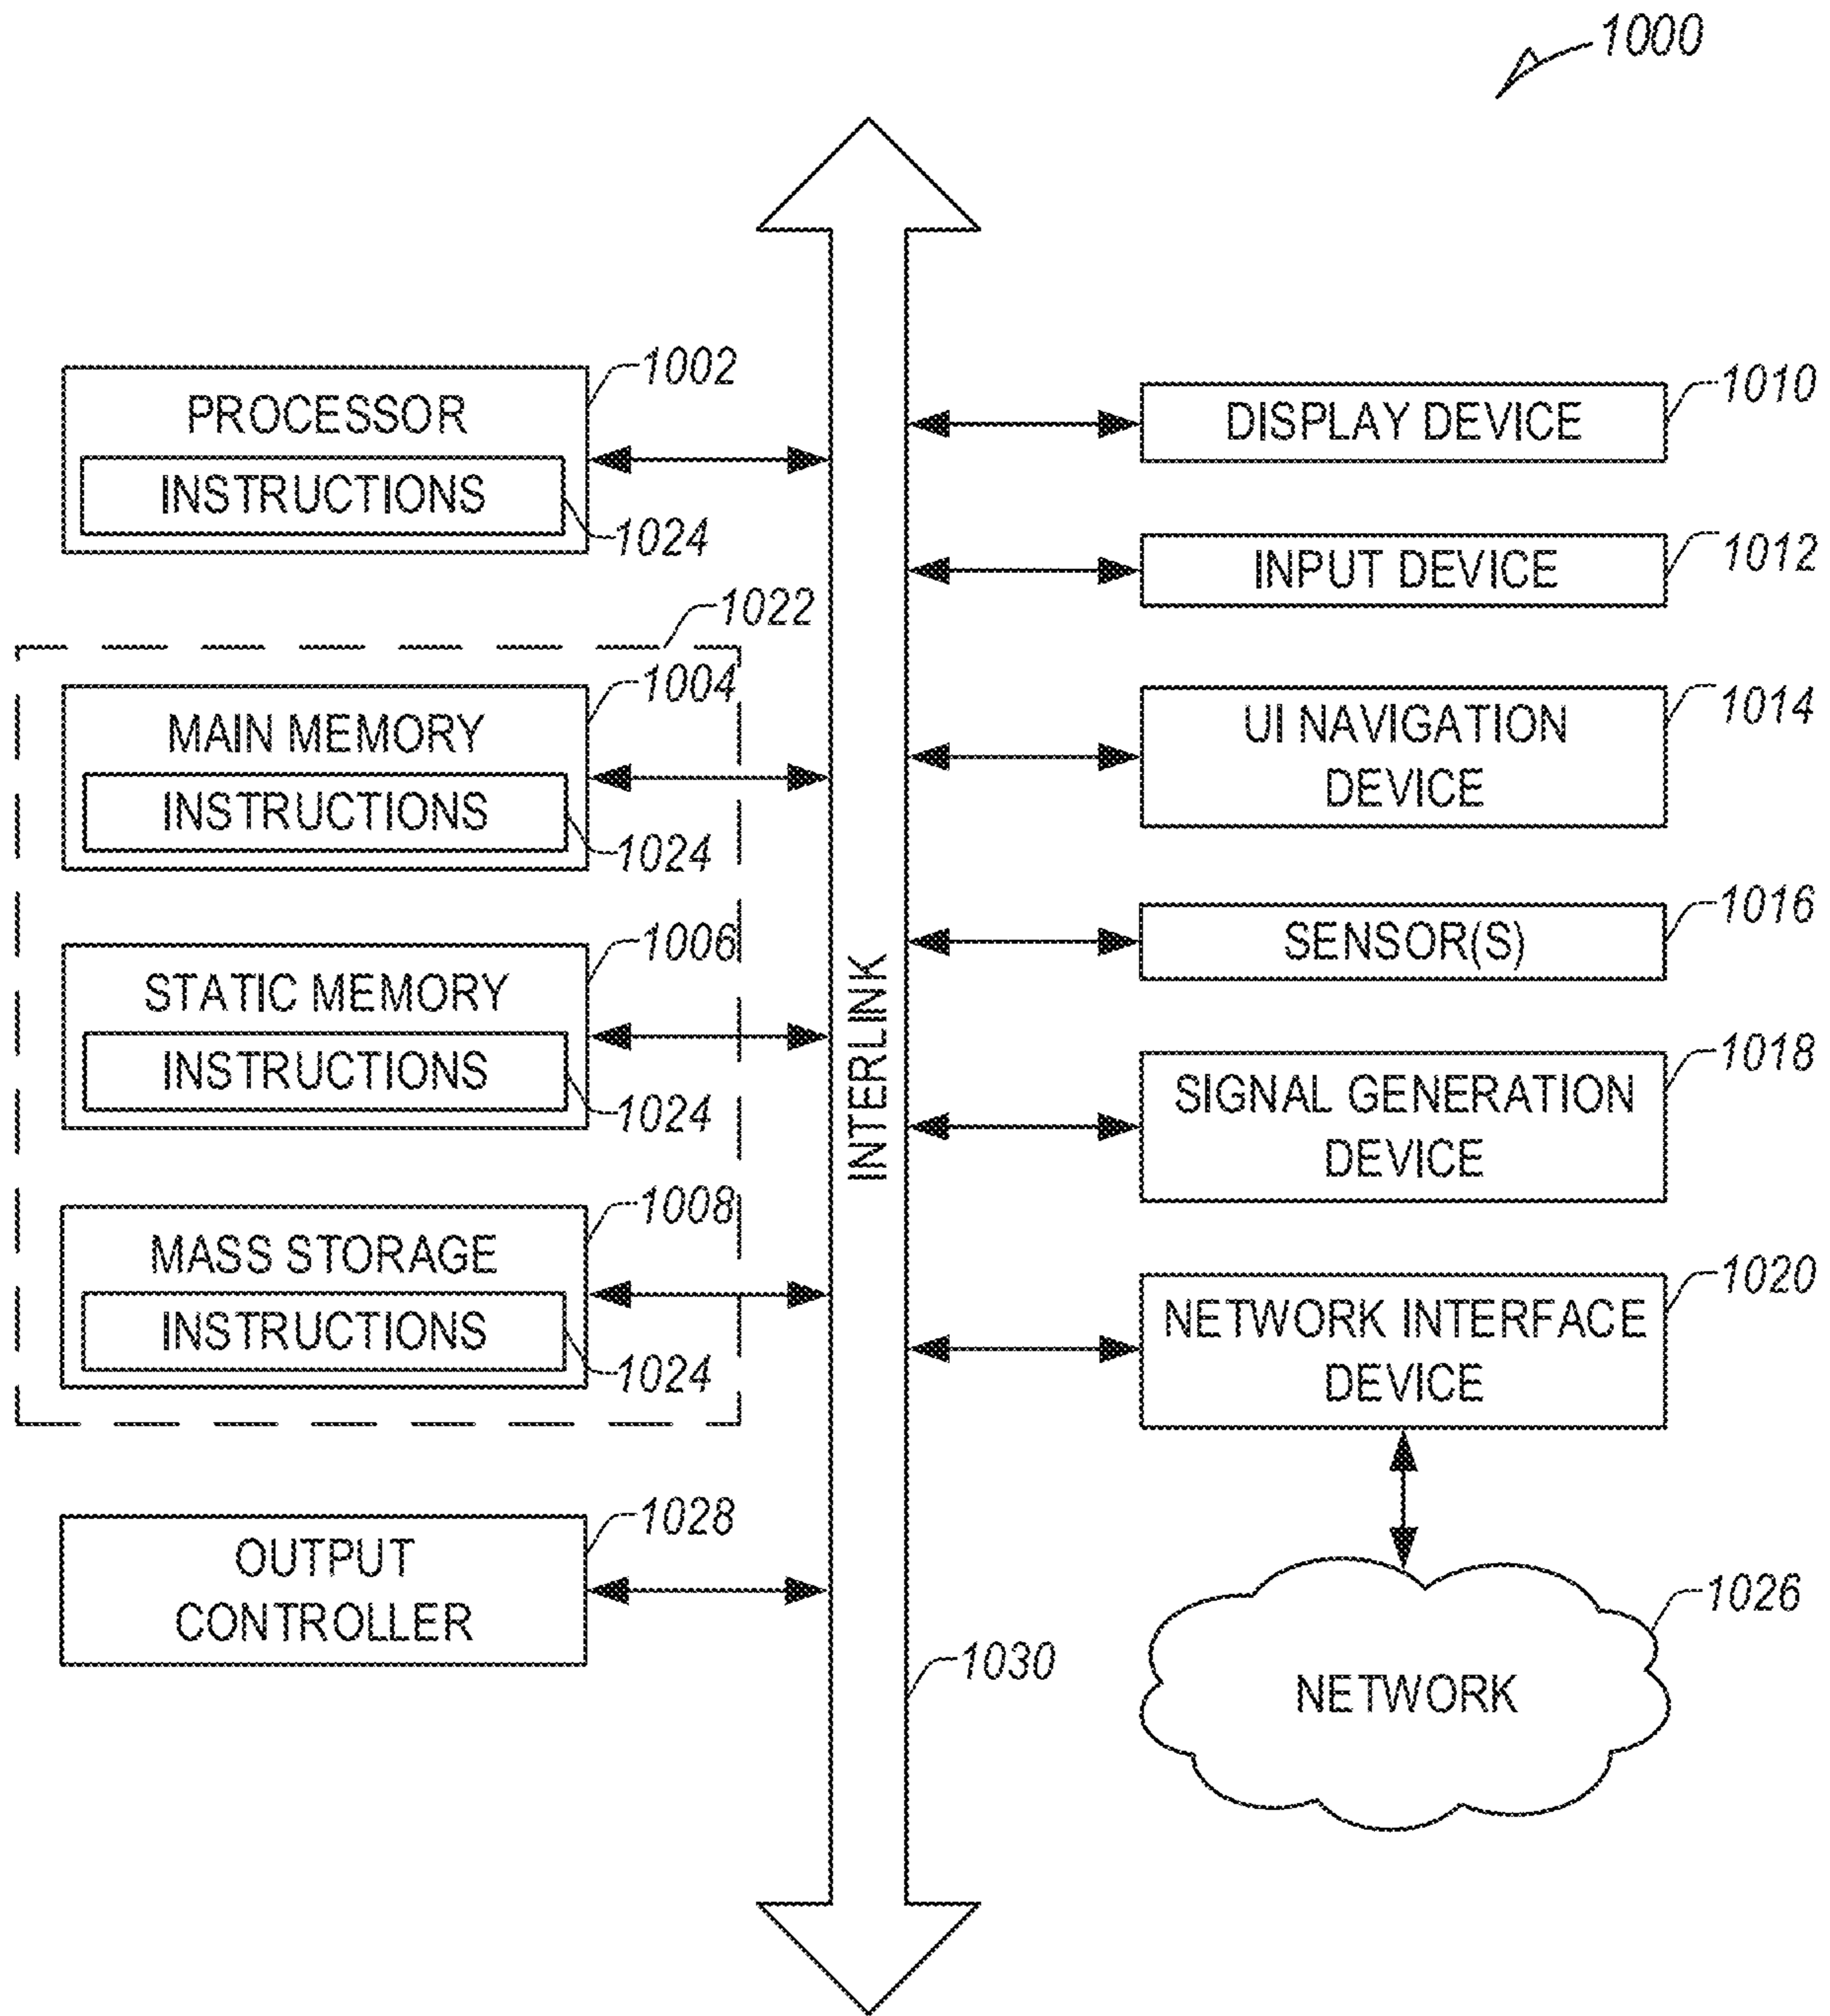 1000
PROCESSOR
1002
INSTRUCTIONS
1024
1022
MAIN MEMORY
1004
INSTRUCTIONS
1024
STATIC MEMORY
1006
INSTRUCTIONS
1024
MASS STORAGE
1008
INSTRUCTIONS
1024
OUTPUT
CONTROLLER
1028
INTERLINK
1030
DISPLAY DEVICE
1010
INPUT DEVICE
1012
UI NAVIGATION
DEVICE
1014
SENSOR(S)
1016
SIGNAL GENERATION
DEVICE
1018
NETWORK INTERFACE
DEVICE
1020
NETWORK
1026